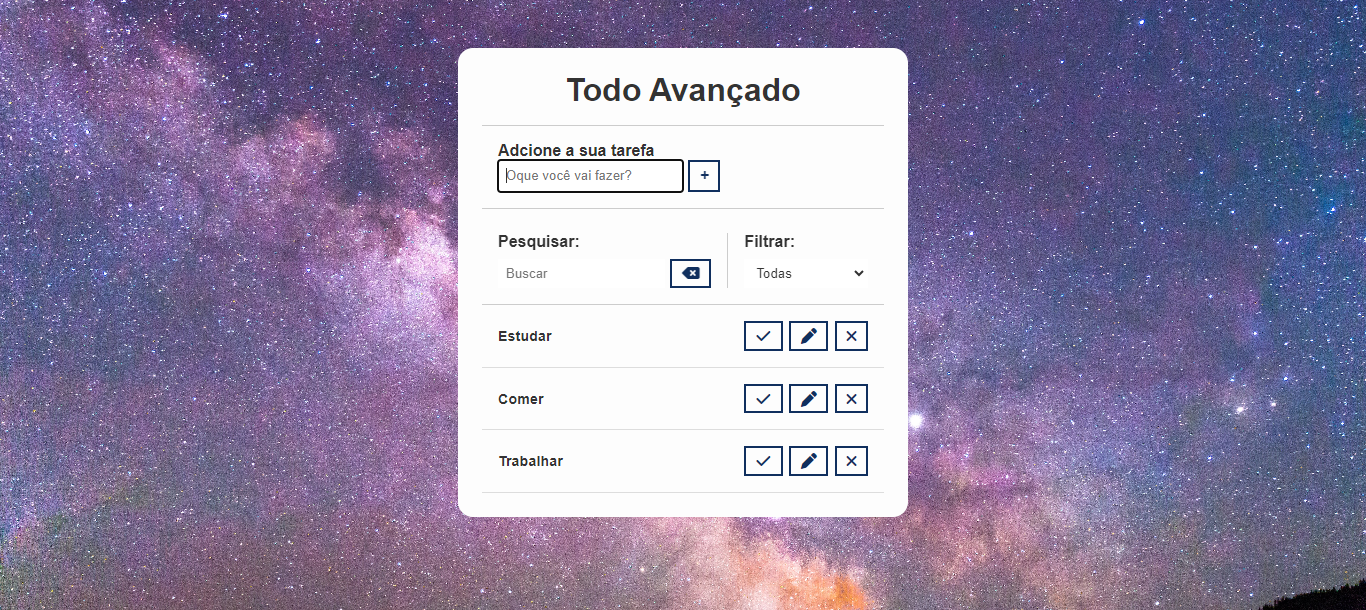 Todo Avançado
Adcione a sua tarefa
Oque você vai fazer? +
Pesquisar: Filtrar:
Buscar Todas
Estudar
Comer
Trabalhar